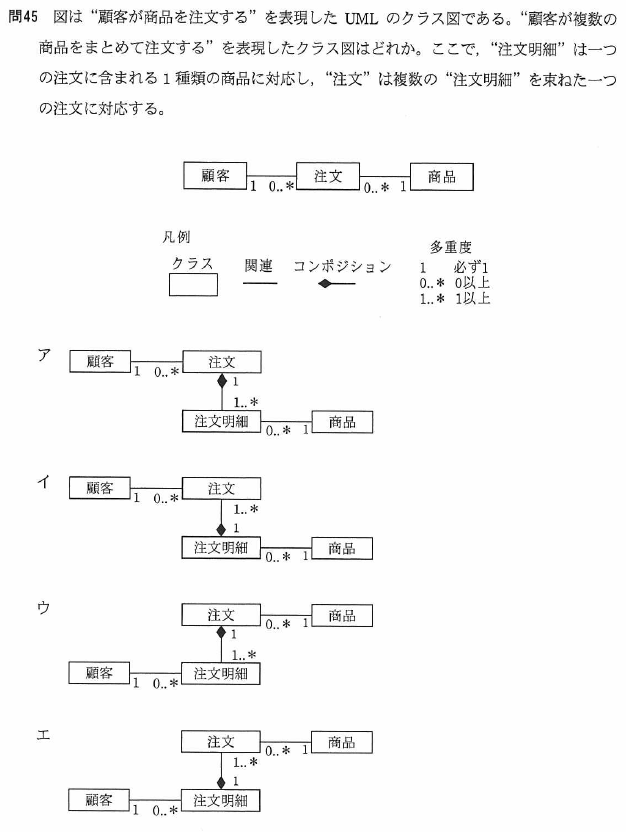 問45 図は“顧客が商品を注文する”を表現した UML のクラス図である。“顧客が複数の
商品をまとめて注文する”を表現したクラス図はどれか。ここで，“注文明細”は一つ
の注文に含まれる1種類の商品に対応し，“注文”は複数の“注文明細”を束ねた一つ
の注文に対応する。
顧客 1 0..* 注文 0..* 1 商品
凡例
クラス 関連 コンポジション 多重度
1 必ず1
0..* 0以上
1..* 1以上
ア 顧客 1 0..* 注文
1
1..*
注文明細 0..* 1 商品
イ 顧客 1 0..* 注文
1..*
1
注文明細 0..* 1 商品
ウ 注文 0..* 1 商品
1
1..*
顧客 1 0..* 注文明細
エ 注文 0..* 1 商品
1..*
1
顧客 1 0..* 注文明細